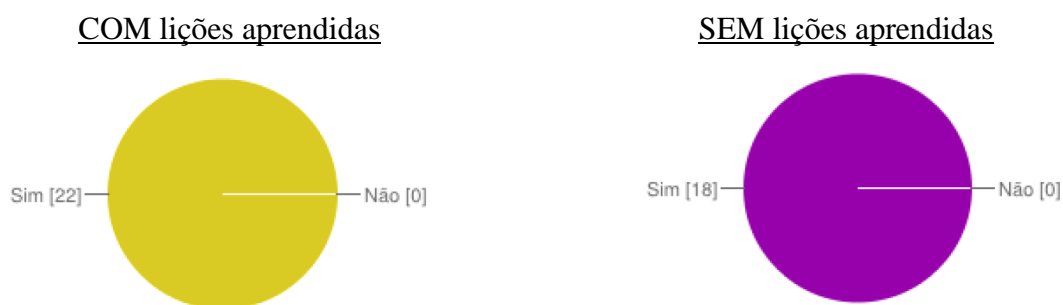 COM lições aprendidas
SEM lições aprendidas
Sim [22]
Não [0]
Sim [18]
Não [0]